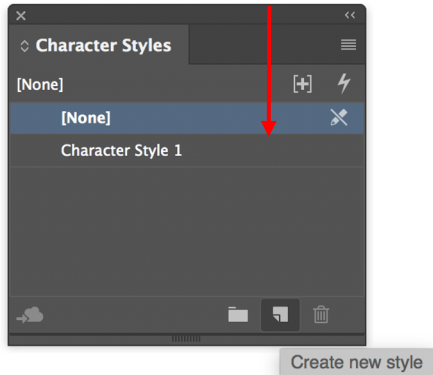 Character Styles
[None]
[None]
Character Style 1
Create new style